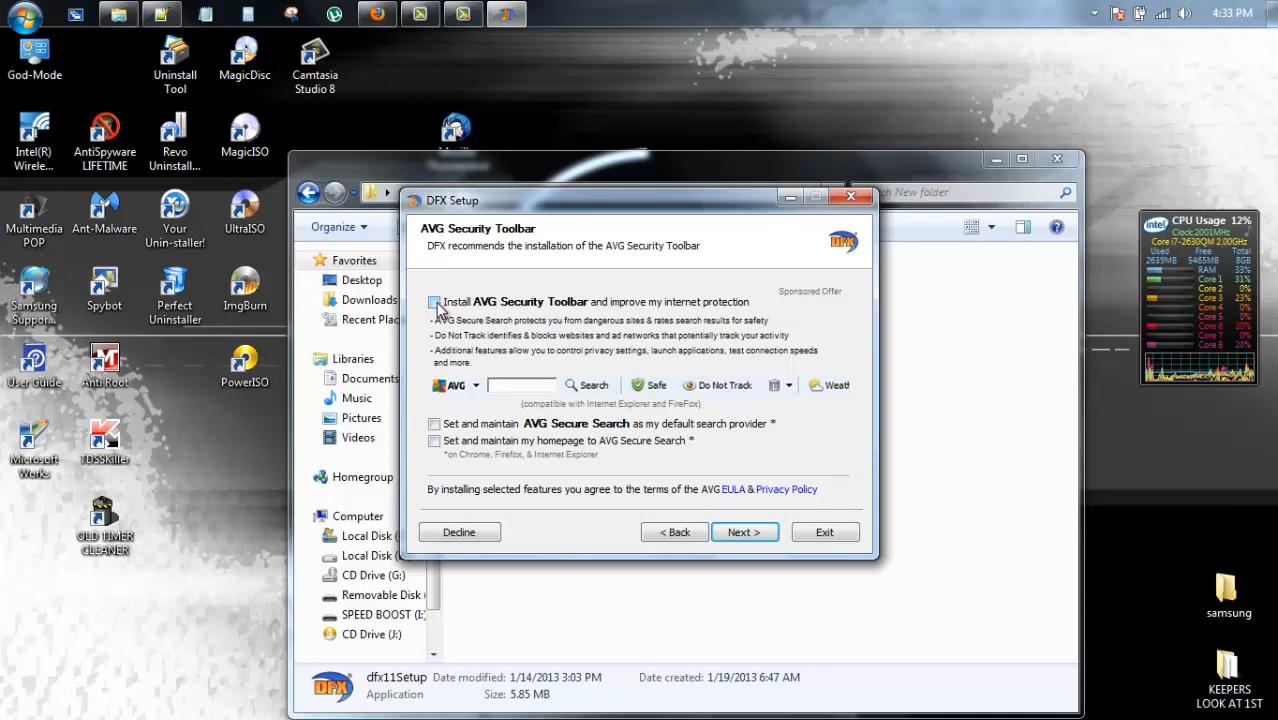 4:33 PM
God-Mode
Uninstall
Tool
MagicDisc
Camtasia
Studio 8
Intel(R)
Wirele...
AntiSpyware
LIFETIME
Revo
Uninstall...
MagicISO
Multimedia
POP
Anti-Malware
Your
Unin-staller!
UltraISO
Samsung
Suppor...
Spybot
Perfect
Uninstaller
ImgBurn
User Guide
Anti Root
PowerISO
Microsoft
Works
TDSSKiller
OLD TIMER
CLEANER
New folder
Organize
Favorites
Desktop
Downloads
Recent Plac
Libraries
Documents
Music
Pictures
Videos
Homegroup
Computer
Local Disk (
Local Disk (
CD Drive (G:)
Removable Disk
SPEED BOOST (I:
CD Drive (J:)
DFX Setup
AVG Security Toolbar
DFX recommends the installation of the AVG Security Toolbar
DFX
Sponsored Offer
Install AVG Security Toolbar and improve my internet protection
- AVG Secure Search protects you from dangerous sites & rates search results for safety
- Do Not Track identifies & blocks websites and ad networks that potentially track your activity
- Additional features allow you to control privacy settings, launch applications, test connection speeds
and more.
AVG Search Safe Do Not Track Weath
(compatible with Internet Explorer and FireFox)
Set and maintain AVG Secure Search as my default search provider *
Set and maintain my homepage to AVG Secure Search *
*on Chrome, Firefox, & Internet Explorer
By installing selected features you agree to the terms of the AVG EULA & Privacy Policy
Decline < Back Next > Exit
DFX
dfx11Setup Date modified: 1/14/2013 3:03 PM Date created: 1/19/2013 6:47 AM
Application Size: 5.85 MB
intel CPU Usage 12%
Clock: 2001MHz
Core i7-2630QM 2.00GHz
Used Free Total
2639MB 5465MB 8GB
RAM 33%
Core 1 31%
Core 2 6%
Core 3 23%
Core 4 0%
Core 5 0%
Core 6 20%
Core 7 0%
Core 8 20%
samsung
KEEPERS
LOOK AT 1ST